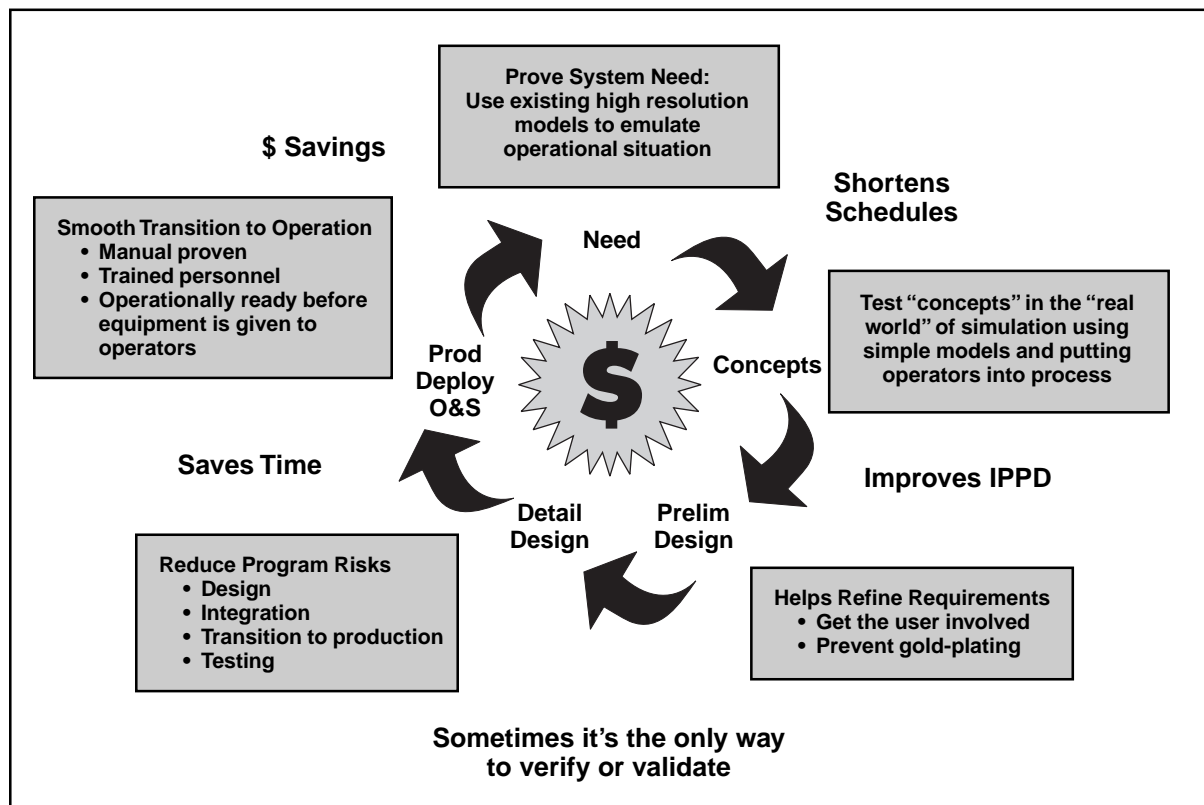 Prove System Need:
Use existing high resolution
models to emulate
operational situation
$ Savings
Shortens
Schedules
Smooth Transition to Operation
• Manual proven
• Trained personnel
• Operationally ready before
equipment is given to
operators
Need
Test “concepts” in the “real
world” of simulation using
simple models and putting
operators into process
Prod
Deploy
O&S
$
Concepts
Saves Time
Improves IPPD
Detail
Design
Prelim
Design
Reduce Program Risks
• Design
• Integration
• Transition to production
• Testing
Helps Refine Requirements
• Get the user involved
• Prevent gold-plating
Sometimes it’s the only way
to verify or validate